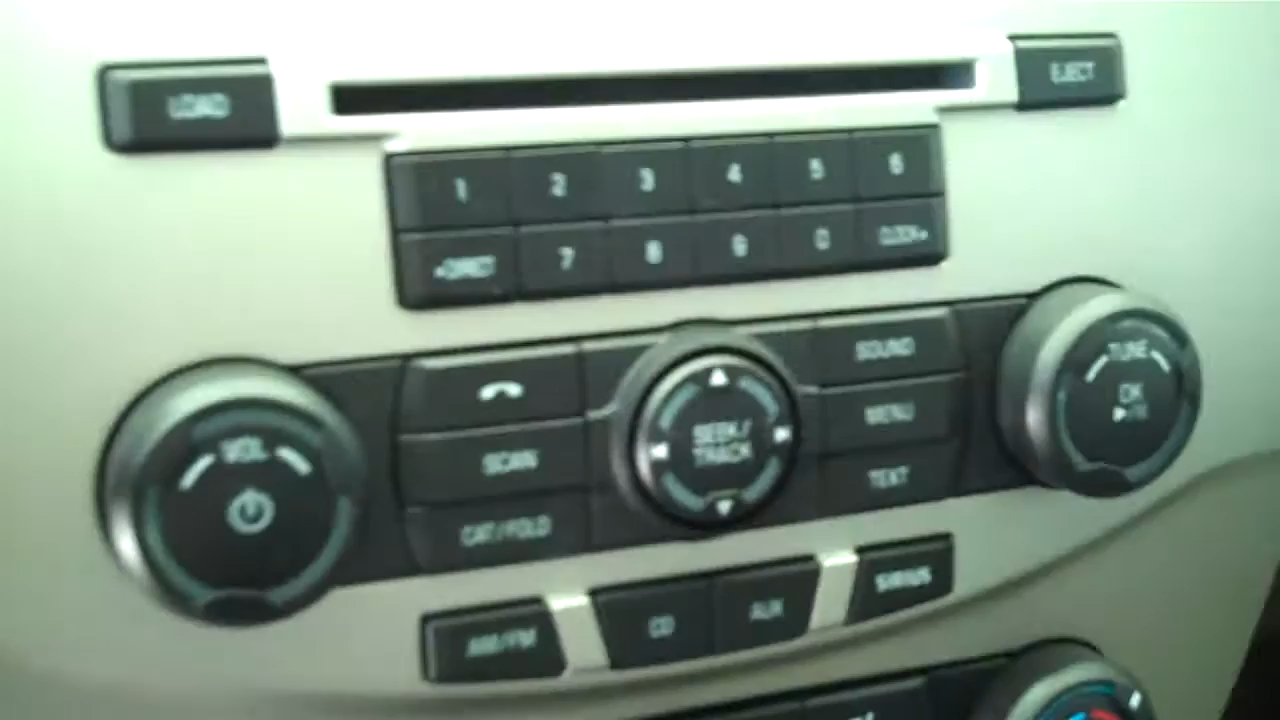 LOAD
EJECT
1 2 3 4 5 6
DIRECT 7 8 9 0 CLOCK
SOUND
TUNE
OK
MENU
VOL
SCAN
SEEK/
TRACK
TEXT
CAT/FOLD
AM/FM
CD
AUX
SIRIUS